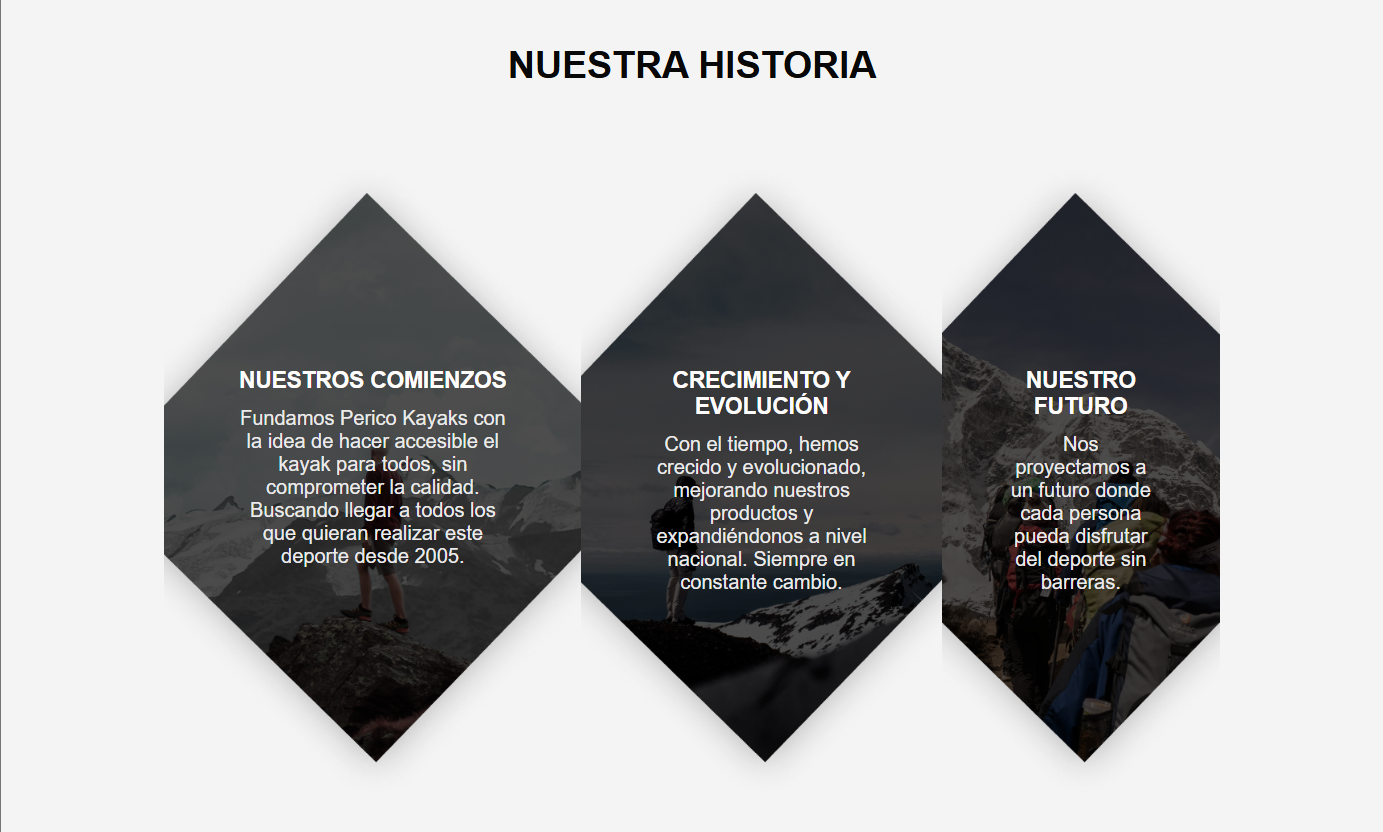 NUESTRA HISTORIA
NUESTROS COMIENZOS
Fundamos Perico Kayaks con
la idea de hacer accesible el
kayak para todos, sin
comprometer la calidad.
Buscando llegar a todos los
que quieran realizar este
deporte desde 2005.
CRECIMIENTO Y
EVOLUCIÓN
Con el tiempo, hemos
crecido y evolucionado,
mejorando nuestros
productos y
expandiéndonos a nivel
nacional. Siempre en
constante cambio.
NUESTRO
FUTURO
Nos
proyectamos a
un futuro donde
cada persona
pueda disfrutar
del deporte sin
barreras.